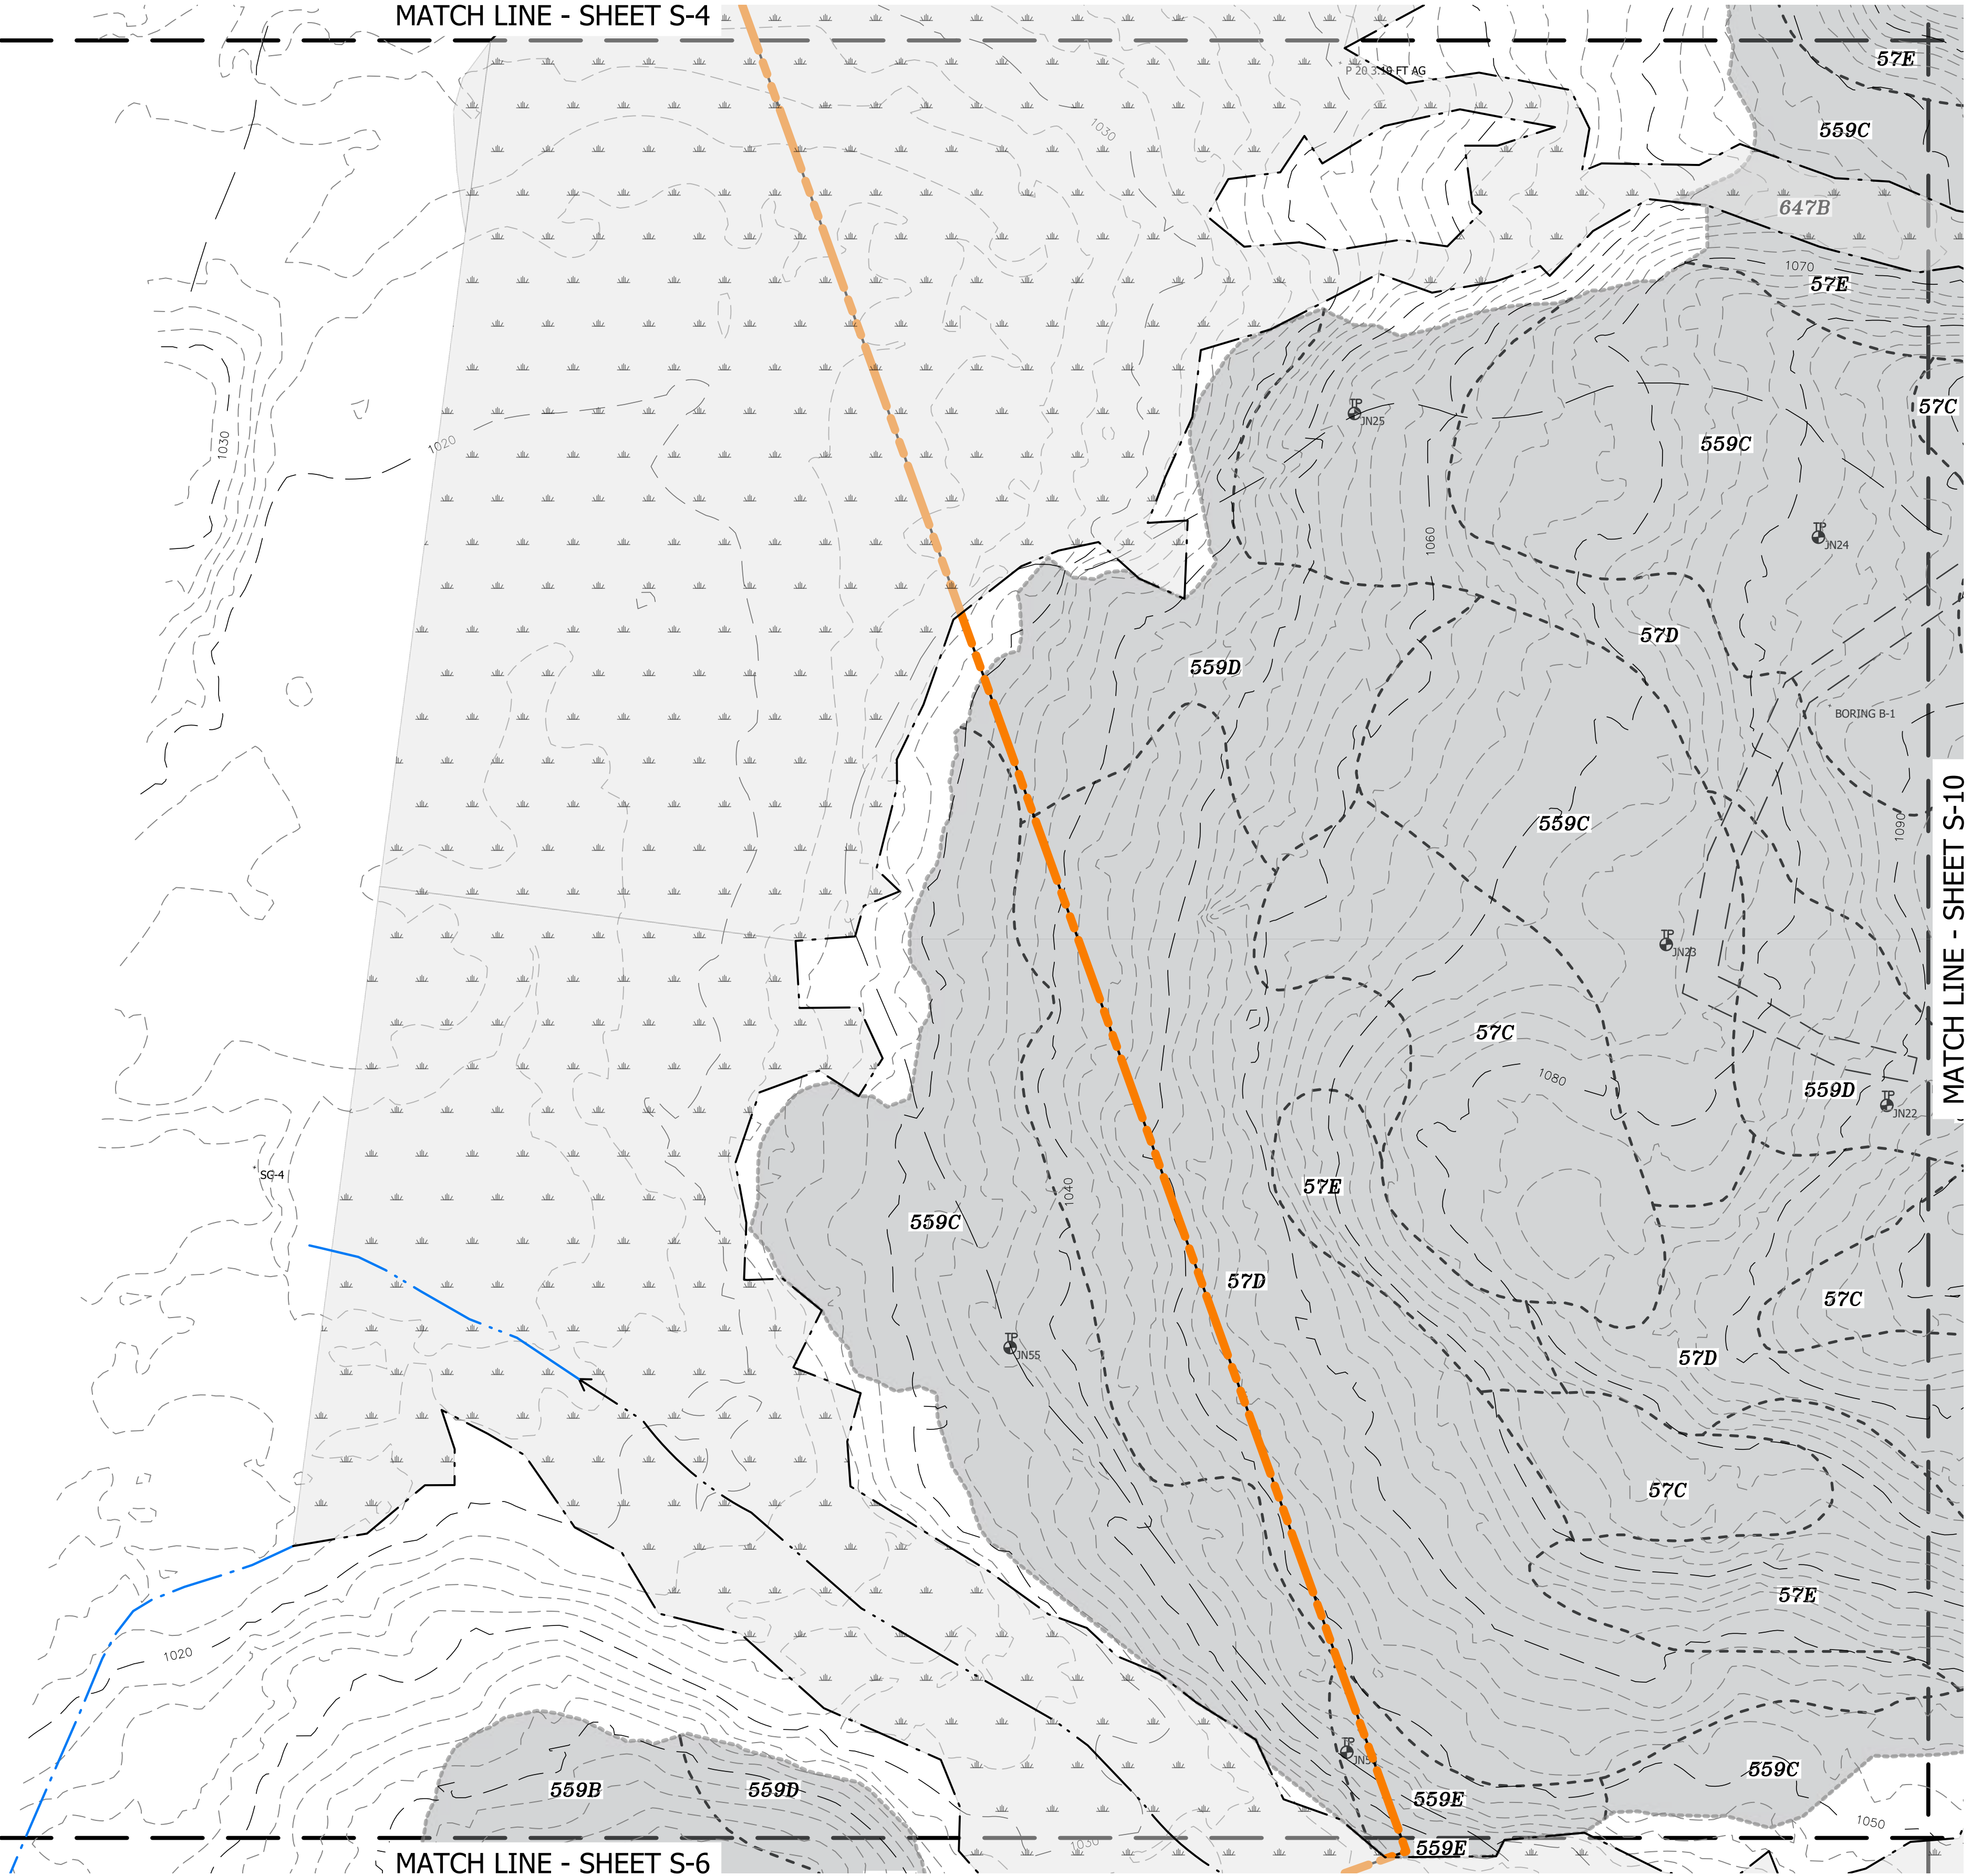 MATCH LINE - SHEET S-4
57E
P 20 3.19 FT AG
559C
1030
647B
1070
57E
TP
JN25
57C
1030
1020
559C
1060
TP
JN24
57D
559D
BORING B-1
1090
559C
MATCH LINE - SHEET S-10
TP
JN23
57C
1080
559D
TP
JN22
SG-4
57E
1040
559C
57D
57C
TP
JN55
57D
57C
57E
1020
TP
559B
559D
559C
559E
1050
1030
559E
MATCH LINE - SHEET S-6